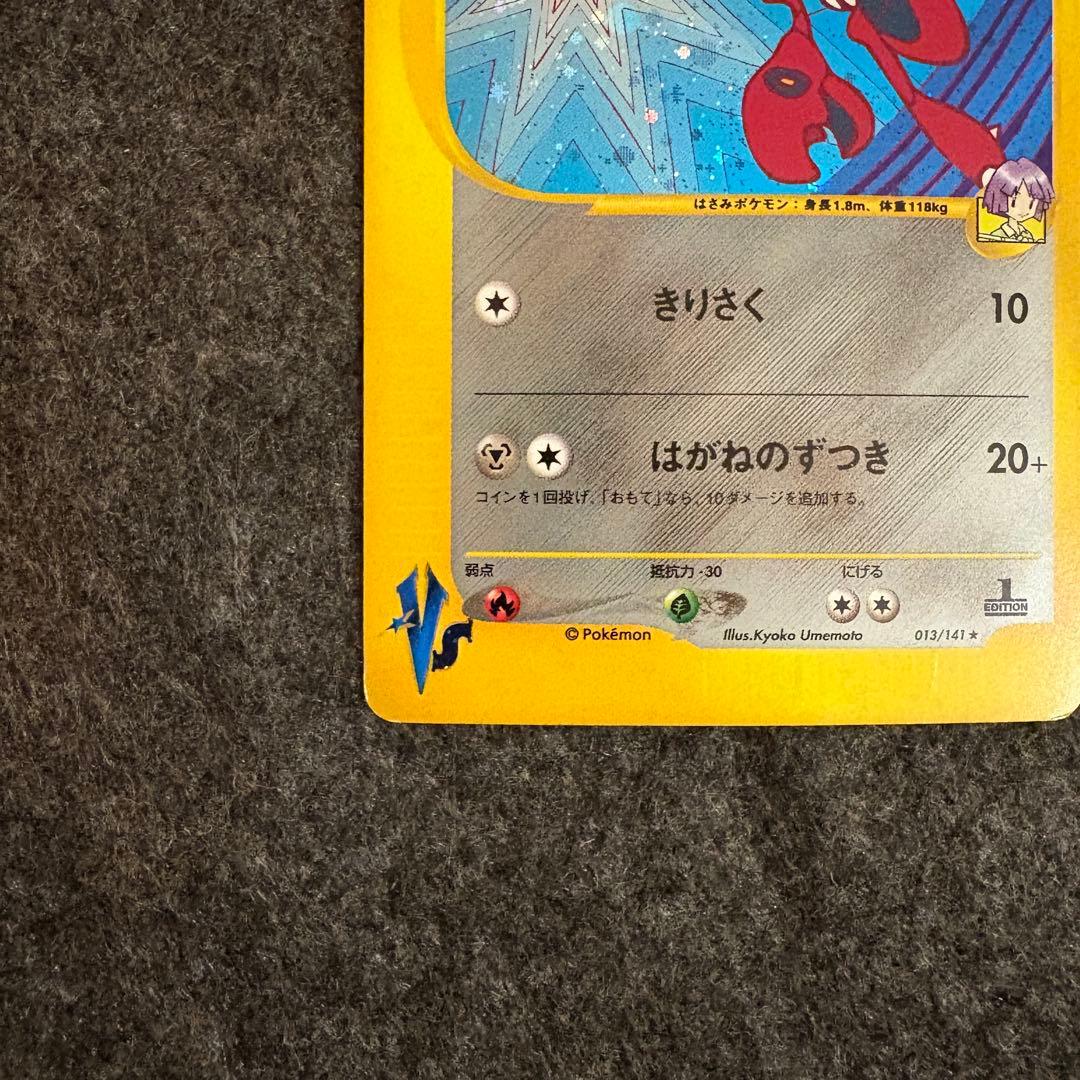 はさみポケモン：身長1.8m、体重118kg
きりさく 10
はがねのずつき 20+
コインを1回投げ、「おもて」なら、10ダメージを追加する。
弱点 抵抗力 -30 にげる
1
EDITION
VS
© Pokémon Illus.Kyoko Umemoto 013/141★